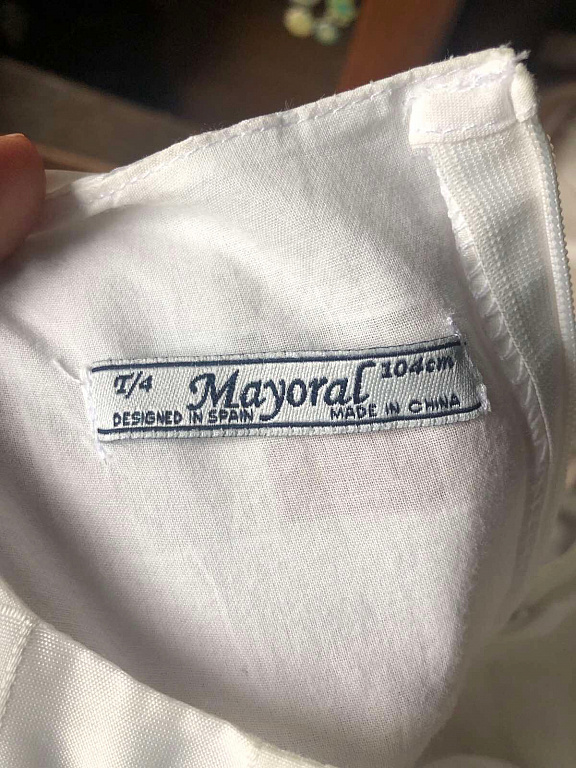 T/4 Mayoral 104cm
DESIGNED IN SPAIN MADE IN CHINA